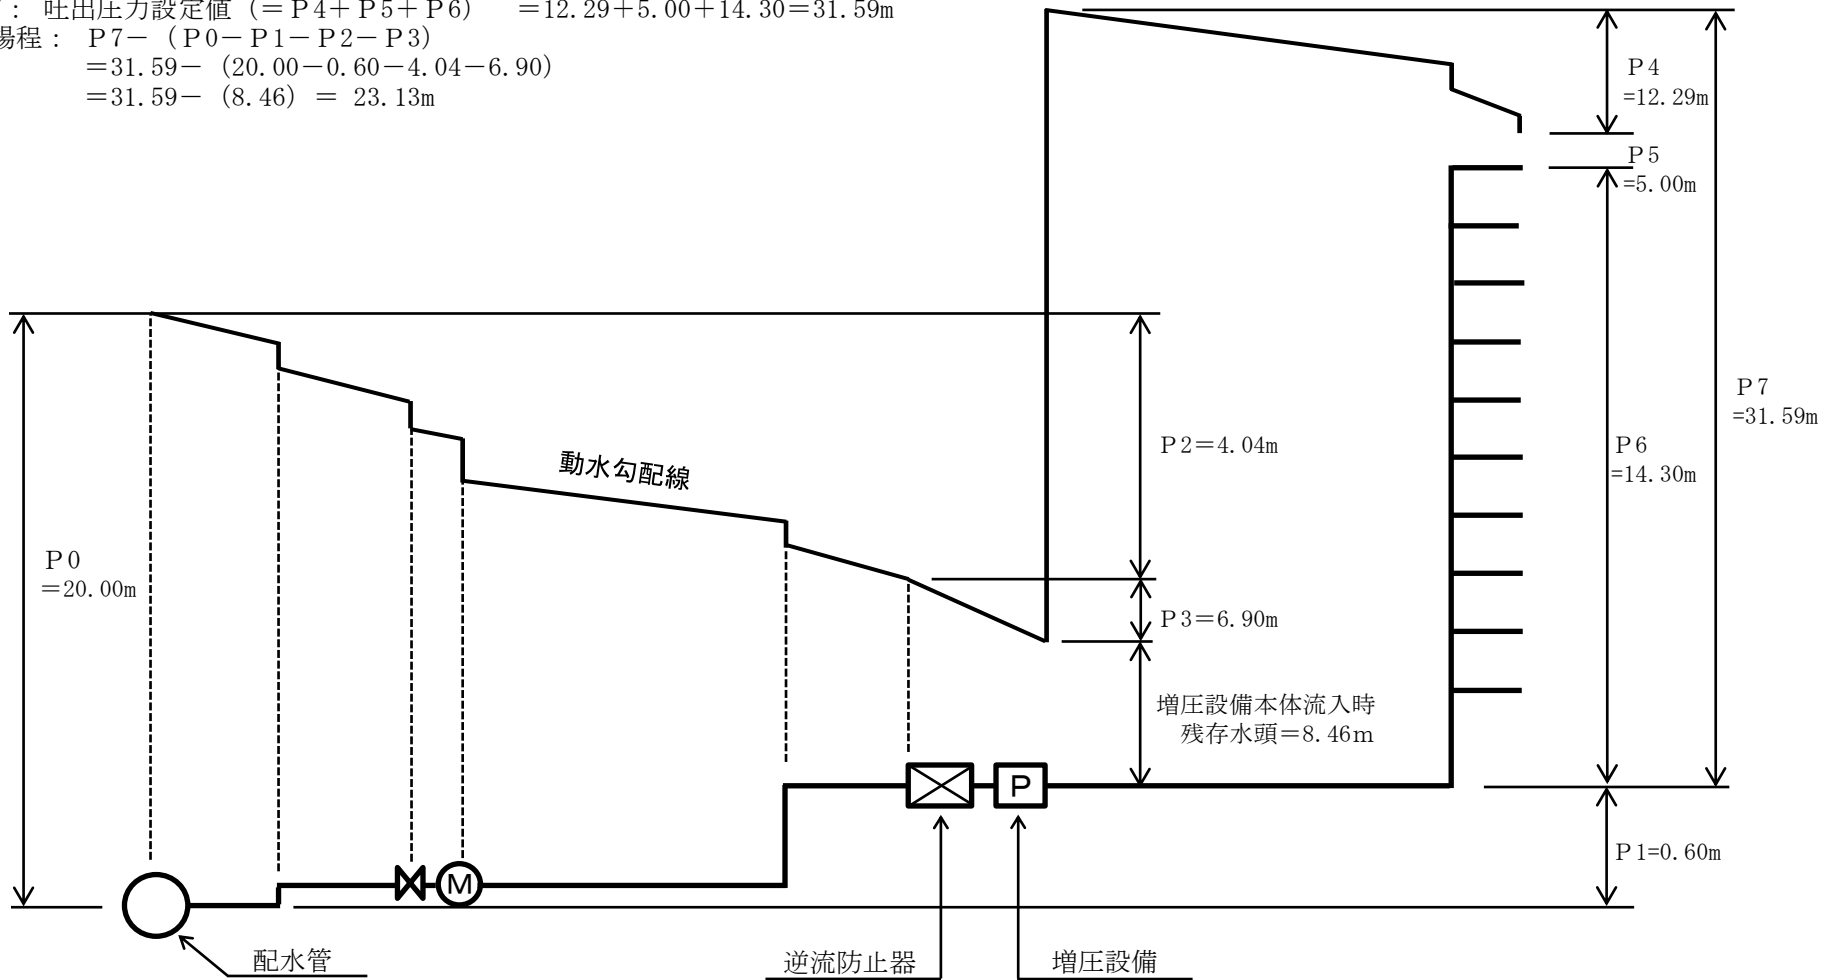 ： 吐出圧力設定値（＝Ｐ4＋Ｐ5＋Ｐ6） ＝12.29＋5.00＋14.30＝31.59m
揚程： Ｐ7－（Ｐ0－Ｐ1－Ｐ2－Ｐ3）
＝31.59－（20.00－0.60－4.04－6.90）
＝31.59－（8.46）＝ 23.13m
Ｐ4
=12.29m
Ｐ5
=5.00m
Ｐ7
=31.59m
Ｐ2＝4.04m
Ｐ6
=14.30m
動水勾配線
Ｐ0
＝20.00m
Ｐ3＝6.90m
増圧設備本体流入時
残存水頭＝8.46ｍ
P
Ｐ1=0.60m
M
配水管
逆流防止器
増圧設備